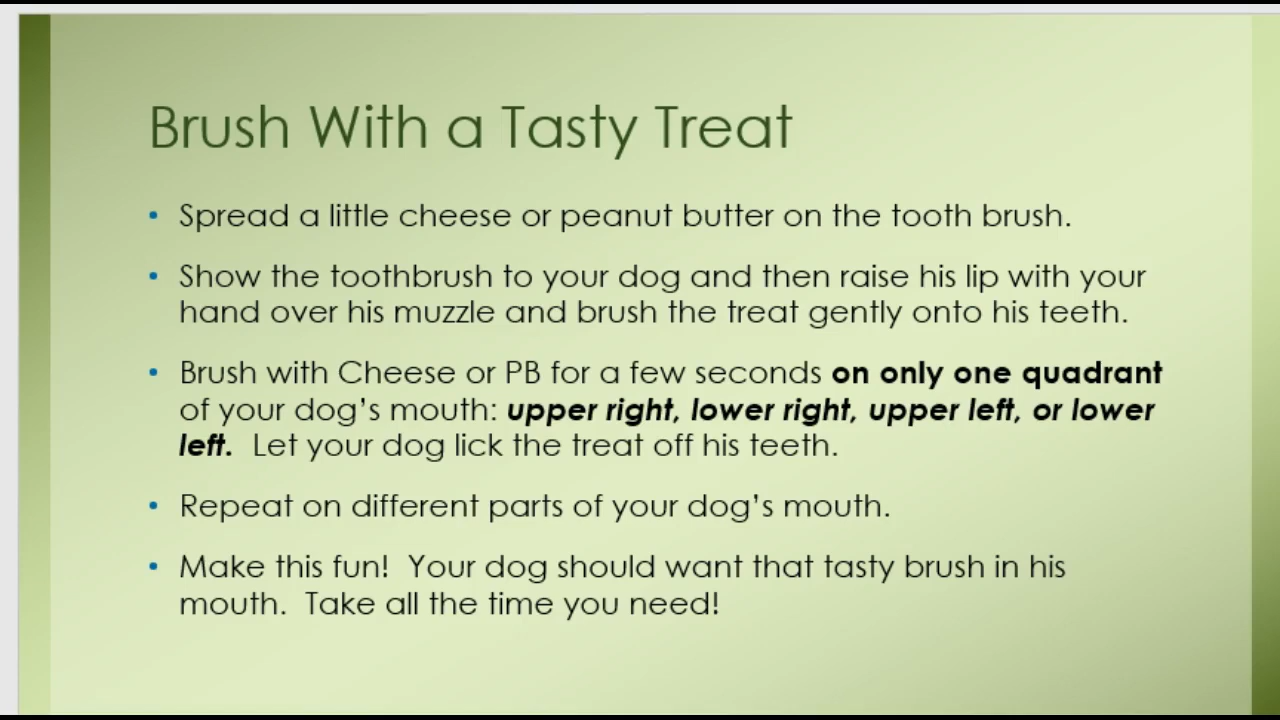 Brush With a Tasty Treat
• Spread a little cheese or peanut butter on the tooth brush.
• Show the toothbrush to your dog and then raise his lip with your
hand over his muzzle and brush the treat gently onto his teeth.
• Brush with Cheese or PB for a few seconds on only one quadrant
of your dog's mouth: upper right, lower right, upper left, or lower
left.  Let your dog lick the treat off his teeth.
• Repeat on different parts of your dog's mouth.
• Make this fun!  Your dog should want that tasty brush in his
mouth.  Take all the time you need!